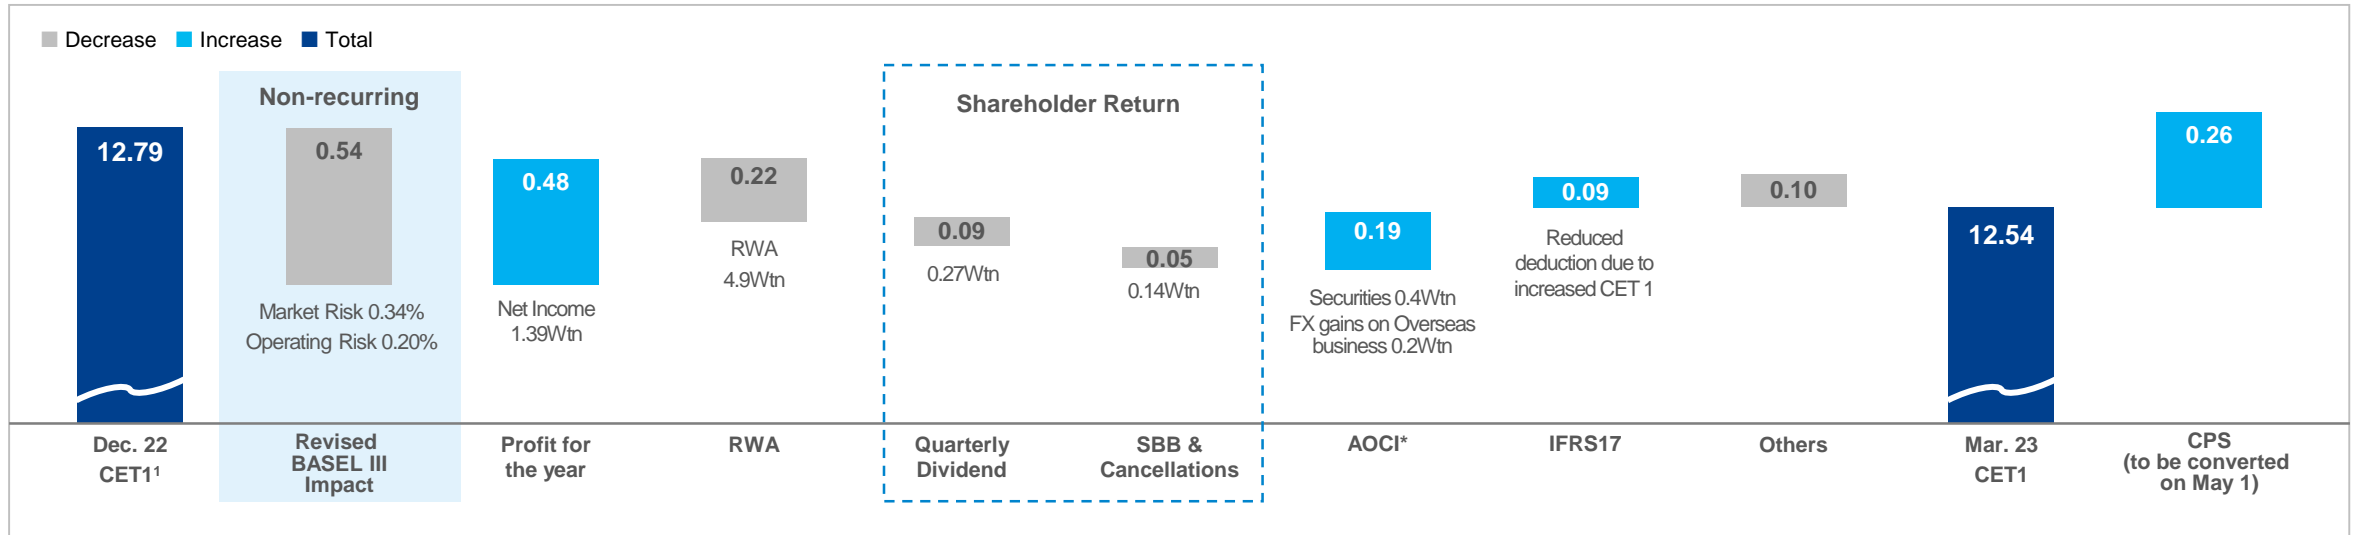 Decrease
Increase
Total
Non-recurring
Shareholder Return
12.79
0.54
Market Risk 0.34%
Operating Risk 0.20%
0.48
Net Income
1.39Wtn
0.22
RWA
4.9Wtn
0.09
0.27Wtn
0.05
0.14Wtn
0.19
Securities 0.4Wtn
FX gains on Overseas
business 0.2Wtn
0.09
Reduced
deduction due to
increased CET 1
0.10
12.54
0.26
Dec. 22
CET1¹
Revised
BASEL III
Impact
Profit for
the year
RWA
Quarterly
Dividend
SBB &
Cancellations
AOCI*
IFRS17
Others
Mar. 23
CET1
CPS
(to be converted
on May 1)